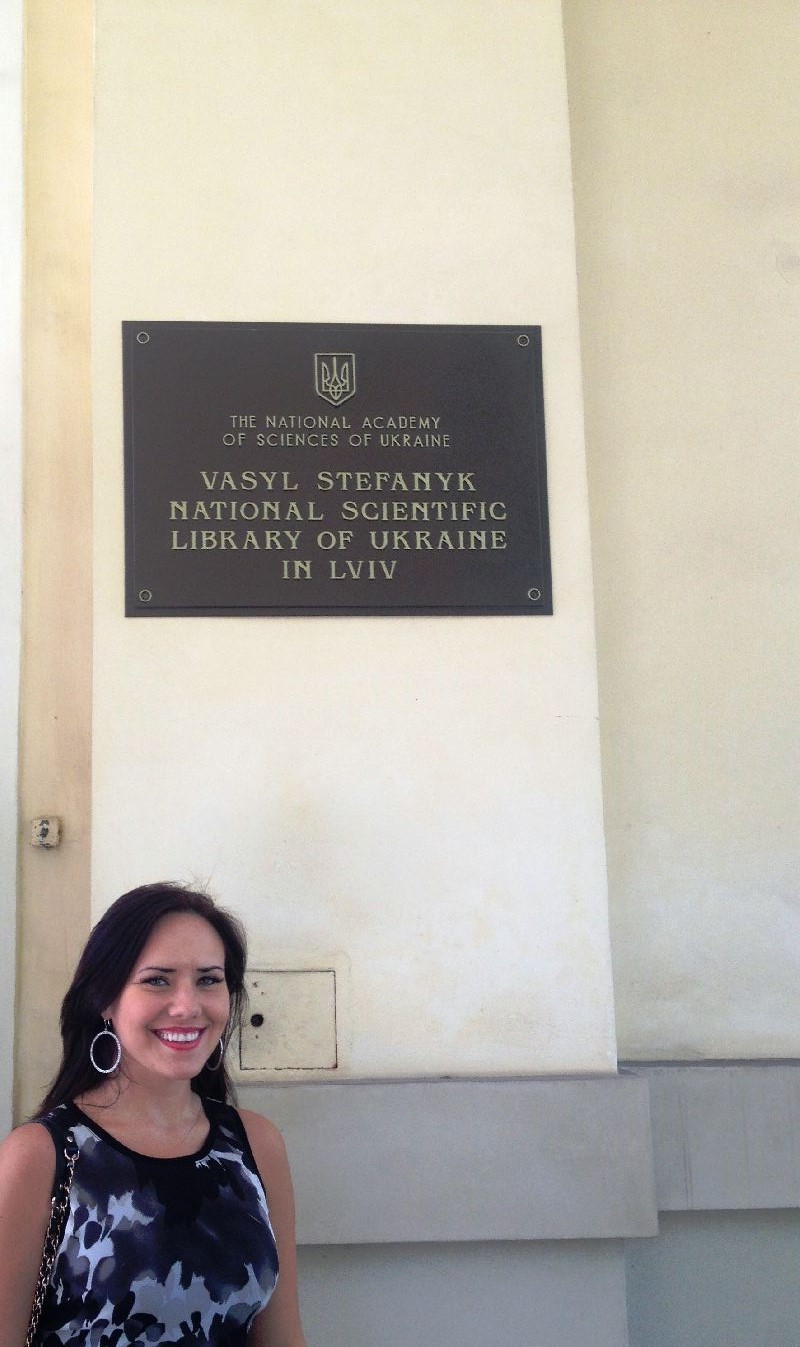 THE NATIONAL ACADEMY
OF SCIENCES OF UKRAINE
VASYL STEFANYK
NATIONAL SCIENTIFIC
LIBRARY OF UKRAINE
IN LVIV